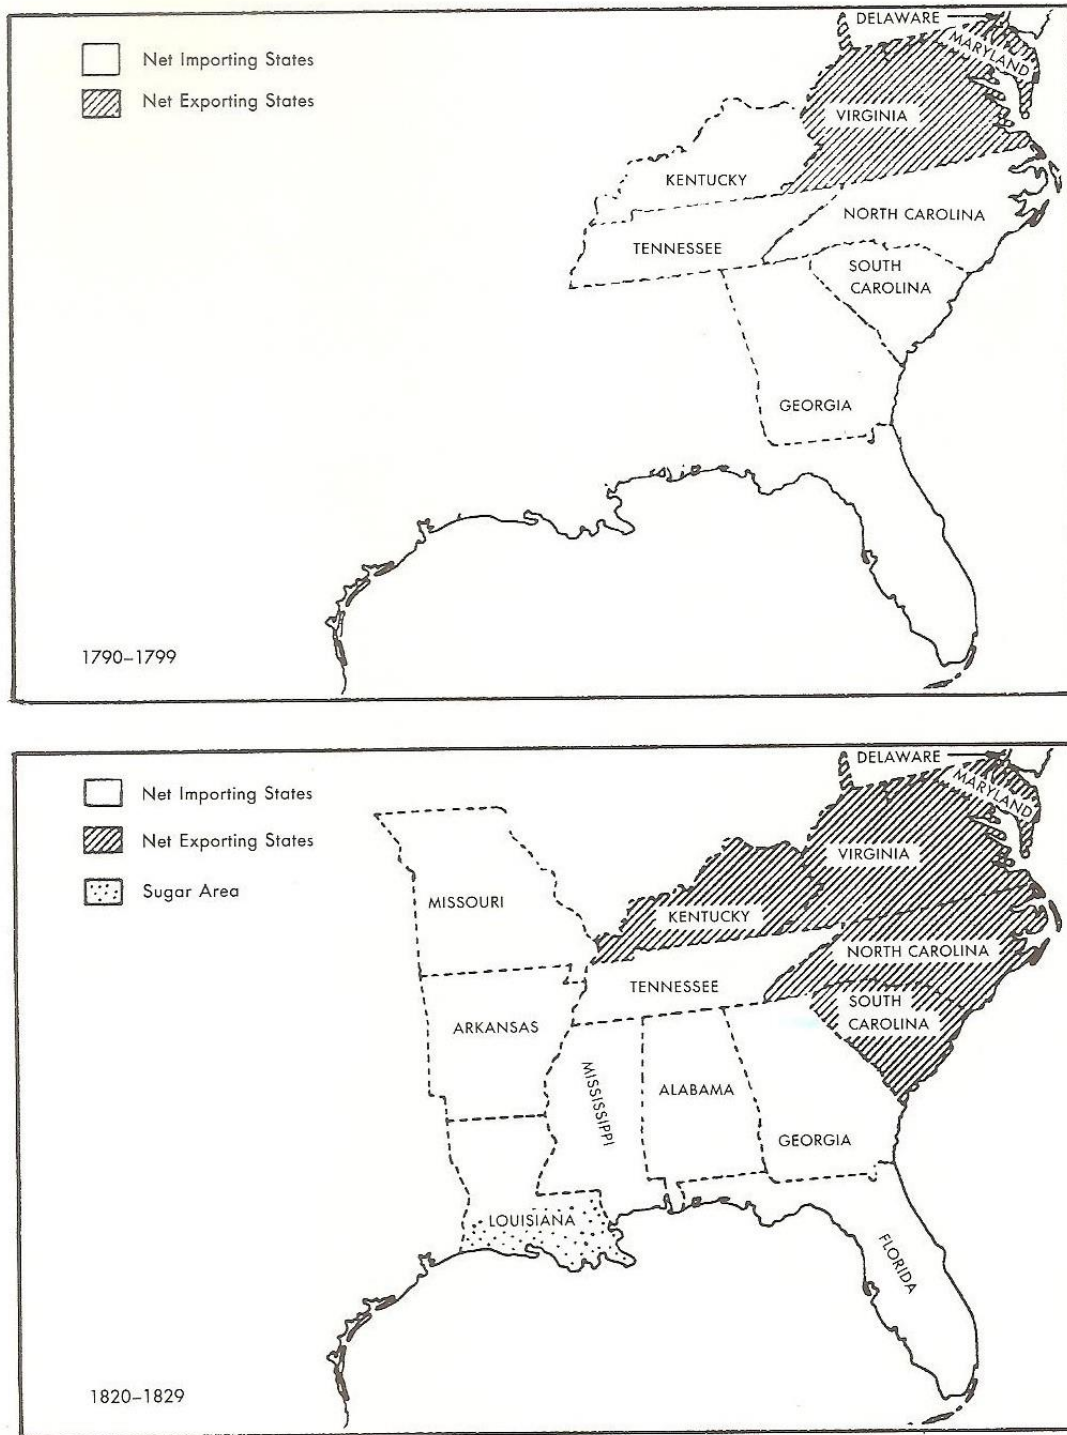 Net Importing States
Net Exporting States
DELAWARE
MARYLAND
VIRGINIA
KENTUCKY
NORTH CAROLINA
TENNESSEE
SOUTH
CAROLINA
GEORGIA
1790–1799
Net Importing States
Net Exporting States
Sugar Area
DELAWARE
MARYLAND
VIRGINIA
MISSOURI
KENTUCKY
NORTH CAROLINA
TENNESSEE
SOUTH
CAROLINA
ARKANSAS
MISSISSIPPI
ALABAMA
GEORGIA
LOUISIANA
FLORIDA
1820–1829